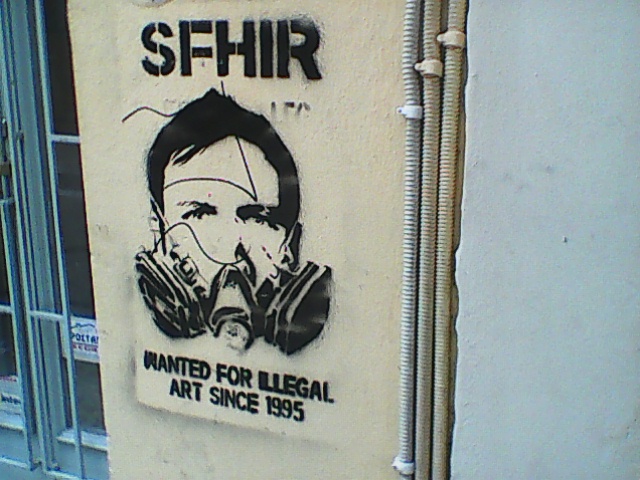 SFHIR
WANTED FOR ILLEGAL
ART SINCE 1995